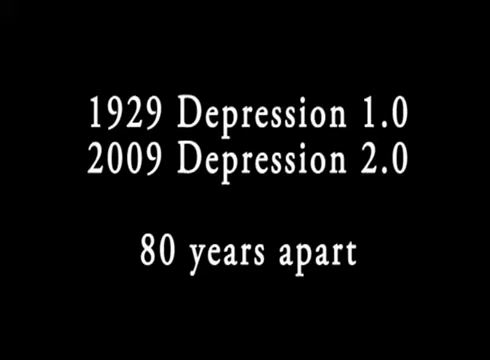 1929 Depression 1.0
2009 Depression 2.0
80 years apart